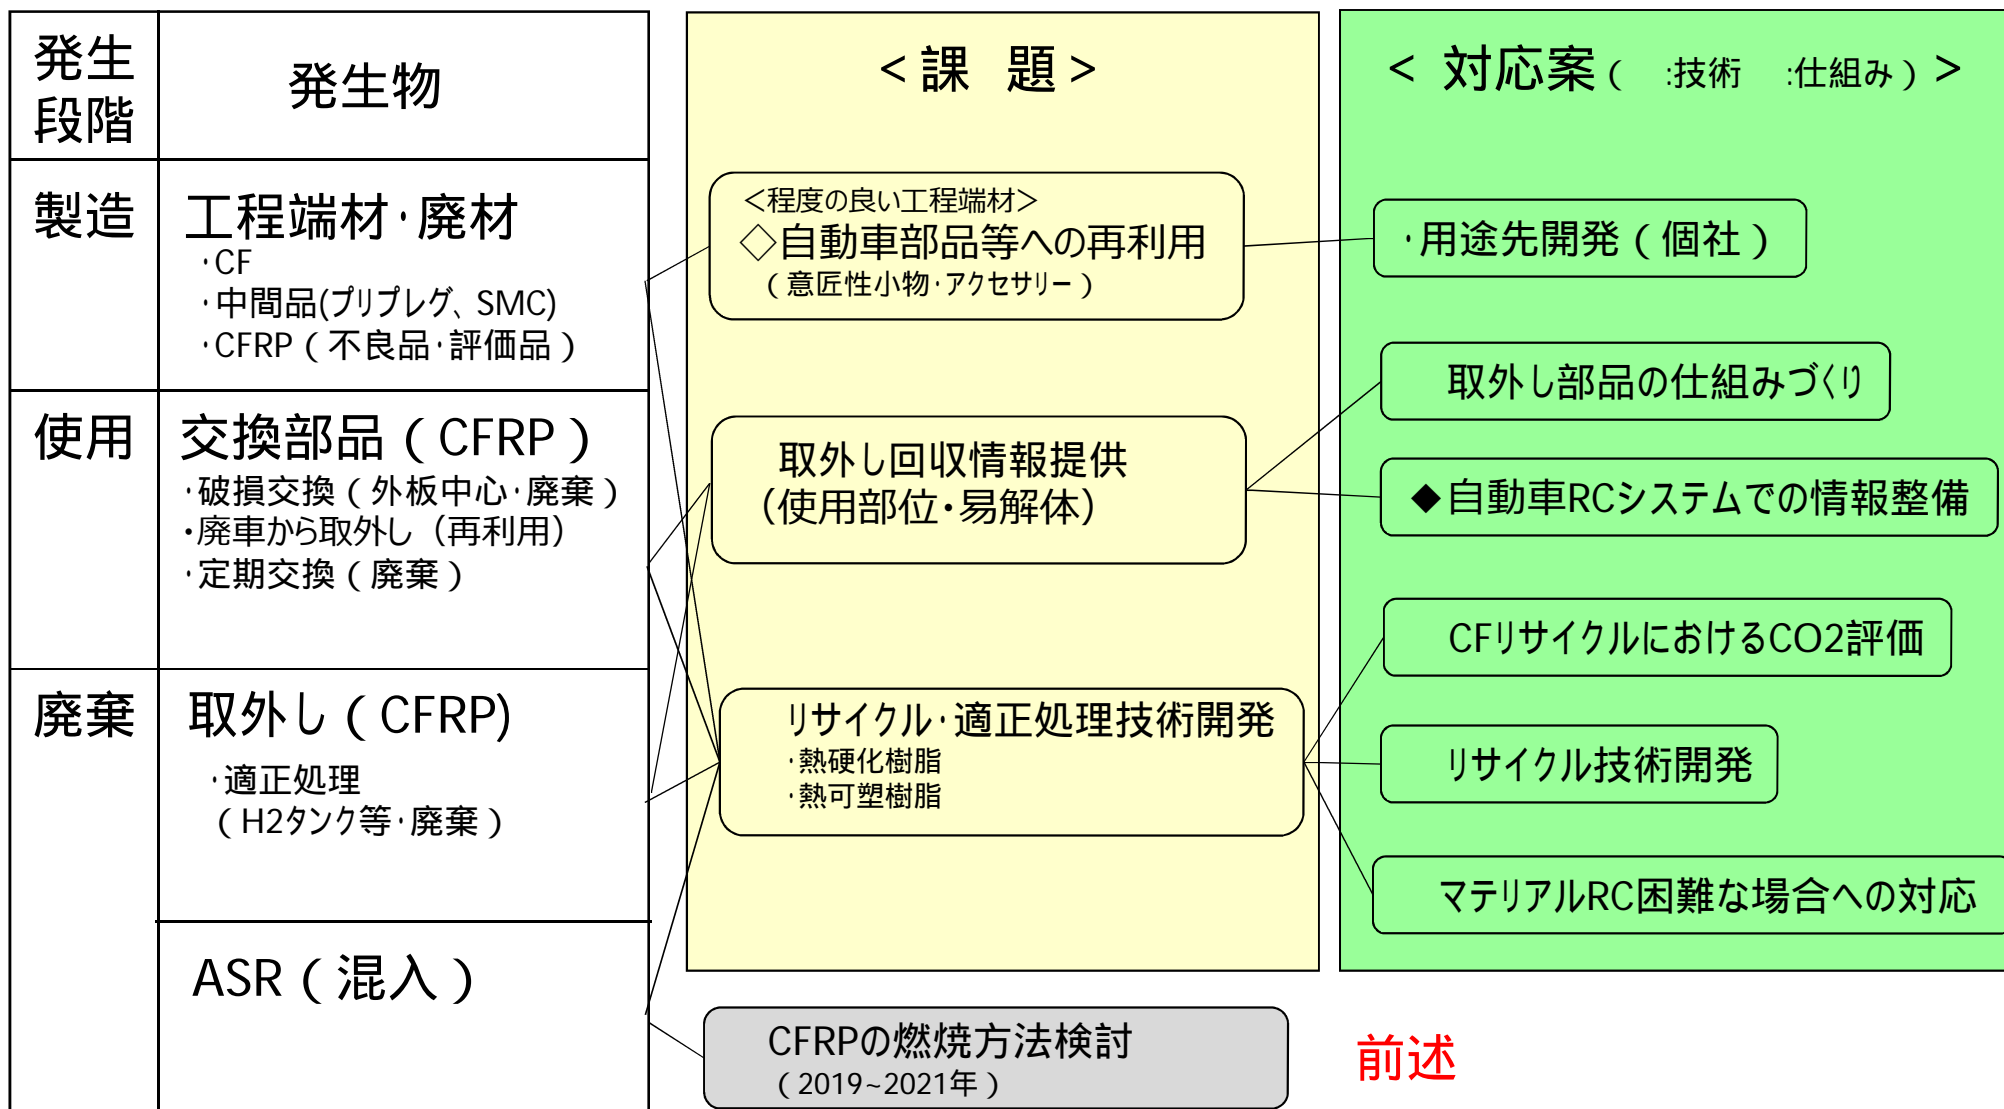 発生
段階
発生物
製造
工程端材・廃材
・CF
・中間品(プリプレグ、SMC)
・CFRP（不良品・評価品）
使用
交換部品（CFRP）
・破損交換（外板中心・廃棄）
・廃車から取外し（再利用）
・定期交換（廃棄）
廃棄
取外し（CFRP)
・適正処理
（H2タンク等・廃棄）
ASR（混入）
＜課 題＞
＜程度の良い工程端材＞
◇自動車部品等への再利用
（意匠性小物・アクセサリー）
取外し回収情報提供
（使用部位・易解体）
リサイクル・適正処理技術開発
・熱硬化樹脂
・熱可塑樹脂
CFRPの燃焼方法検討
（2019~2021年）
＜ 対応案（ :技術 :仕組み）＞
・用途先開発（個社）
取外し部品の仕組みづくり
◆自動車RCシステムでの情報整備
CFリサイクルにおけるCO2評価
リサイクル技術開発
マテリアルRC困難な場合への対応
前述